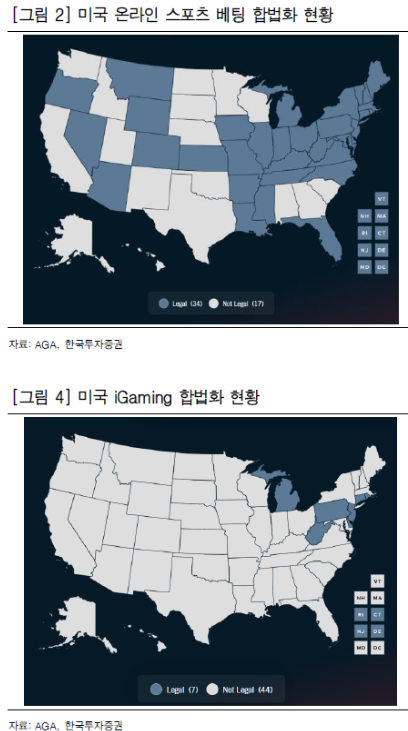 [그림 2] 미국 온라인 스포츠 베팅 합법화 현황
VT
NH MA
RI CT
NJ DE
MD DC
Legal (34) Not Legal (17)
자료: AGA, 한국투자증권
[그림 4] 미국 iGaming 합법화 현황
VT
NH MA
RI CT
NJ DE
MD DC
Legal (7) Not Legal (44)
자료: AGA, 한국투자증권